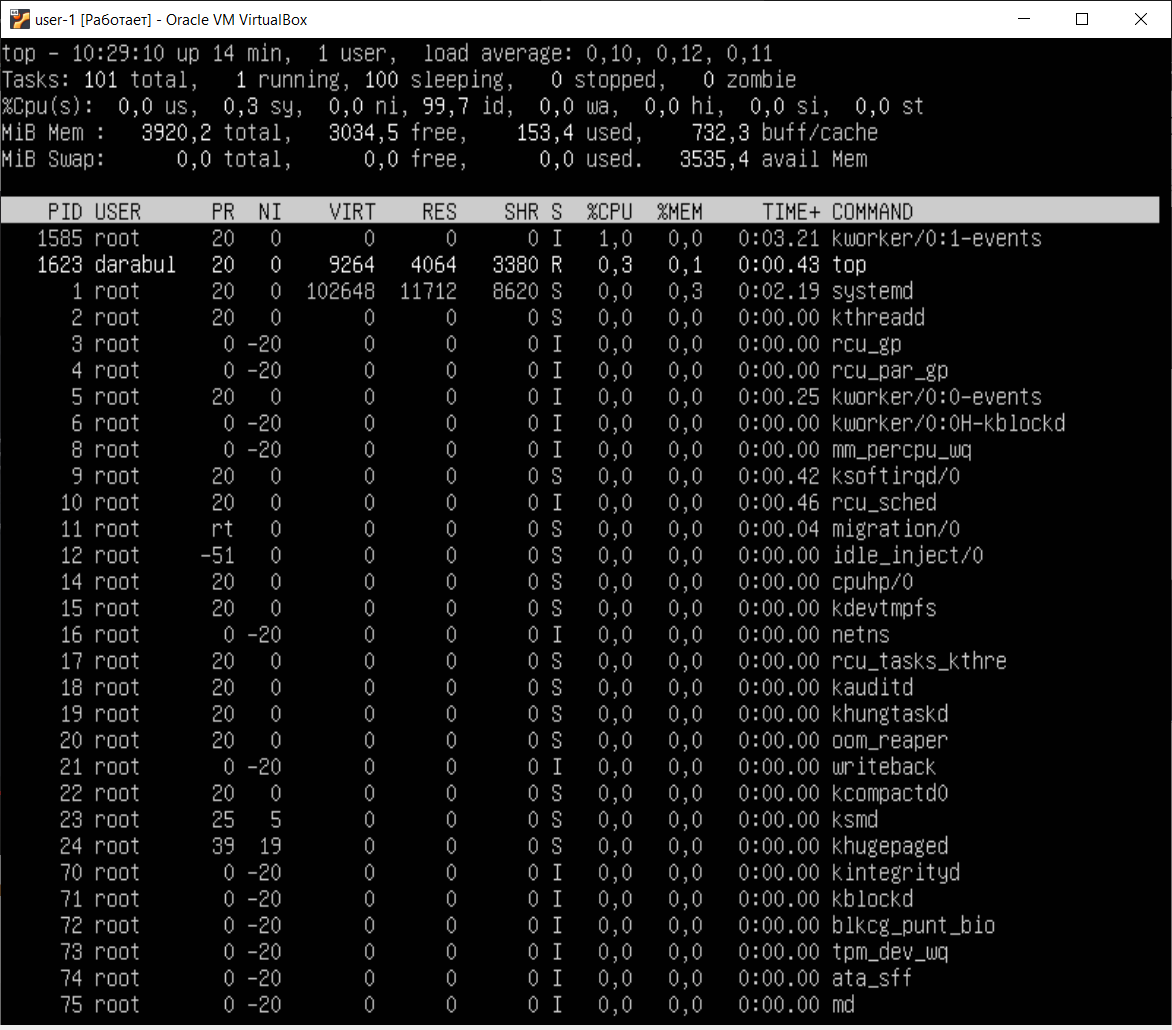 user-1 [Работает] - Oracle VM VirtualBox
top - 10:29:10 up 14 min,  1 user,  load average: 0,10, 0,12, 0,11
Tasks: 101 total,   1 running, 100 sleeping,   0 stopped,   0 zombie
%Cpu(s):  0,0 us,  0,3 sy,  0,0 ni, 99,7 id,  0,0 wa,  0,0 hi,  0,0 si,  0,0 st
MiB Mem :   3920,2 total,   3034,5 free,    153,4 used,    732,3 buff/cache
MiB Swap:      0,0 total,      0,0 free,      0,0 used.   3535,4 avail Mem
PID USER      PR  NI    VIRT    RES    SHR S  %CPU  %MEM     TIME+ COMMAND
1585 root      20   0       0      0      0 I   1,0   0,0   0:03.21 kworker/0:1-events
1623 darabul   20   0    9264   4064   3380 R   0,3   0,1   0:00.43 top
1 root      20   0  102648  11712   8620 S   0,0   0,3   0:02.19 systemd
2 root      20   0       0      0      0 S   0,0   0,0   0:00.00 kthreadd
3 root       0 -20       0      0      0 I   0,0   0,0   0:00.00 rcu_gp
4 root       0 -20       0      0      0 I   0,0   0,0   0:00.00 rcu_par_gp
5 root      20   0       0      0      0 I   0,0   0,0   0:00.25 kworker/0:0-events
6 root       0 -20       0      0      0 I   0,0   0,0   0:00.00 kworker/0:0H-kblockd
8 root       0 -20       0      0      0 I   0,0   0,0   0:00.00 mm_percpu_wq
9 root      20   0       0      0      0 S   0,0   0,0   0:00.42 ksoftirqd/0
10 root      20   0       0      0      0 I   0,0   0,0   0:00.46 rcu_sched
11 root      rt   0       0      0      0 S   0,0   0,0   0:00.04 migration/0
12 root     -51   0       0      0      0 S   0,0   0,0   0:00.00 idle_inject/0
14 root      20   0       0      0      0 S   0,0   0,0   0:00.00 cpuhp/0
15 root      20   0       0      0      0 S   0,0   0,0   0:00.00 kdevtmpfs
16 root       0 -20       0      0      0 I   0,0   0,0   0:00.00 netns
17 root      20   0       0      0      0 S   0,0   0,0   0:00.00 rcu_tasks_kthre
18 root      20   0       0      0      0 S   0,0   0,0   0:00.00 kauditd
19 root      20   0       0      0      0 S   0,0   0,0   0:00.00 khungtaskd
20 root      20   0       0      0      0 S   0,0   0,0   0:00.00 oom_reaper
21 root       0 -20       0      0      0 I   0,0   0,0   0:00.00 writeback
22 root      20   0       0      0      0 S   0,0   0,0   0:00.00 kcompactd0
23 root      25   5       0      0      0 S   0,0   0,0   0:00.00 ksmd
24 root      39  19       0      0      0 S   0,0   0,0   0:00.00 khugepaged
70 root       0 -20       0      0      0 I   0,0   0,0   0:00.00 kintegrityd
71 root       0 -20       0      0      0 I   0,0   0,0   0:00.00 kblockd
72 root       0 -20       0      0      0 I   0,0   0,0   0:00.00 blkcg_punt_bio
73 root       0 -20       0      0      0 I   0,0   0,0   0:00.00 tpm_dev_wq
74 root       0 -20       0      0      0 I   0,0   0,0   0:00.00 ata_sff
75 root       0 -20       0      0      0 I   0,0   0,0   0:00.00 md